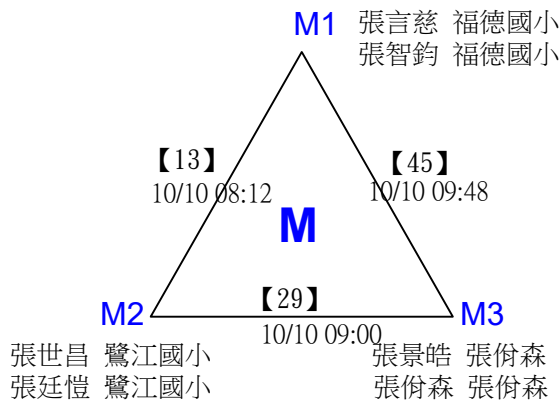 M1
張言慈 福德國小
張智鈞 福德國小
【13】
10/10 08:12
【45】
10/10 09:48
M
【29】
10/10 09:00
M2
張世昌 鷺江國小
張廷愷 鷺江國小
M3
張景皓 張佾森
張佾森 張佾森